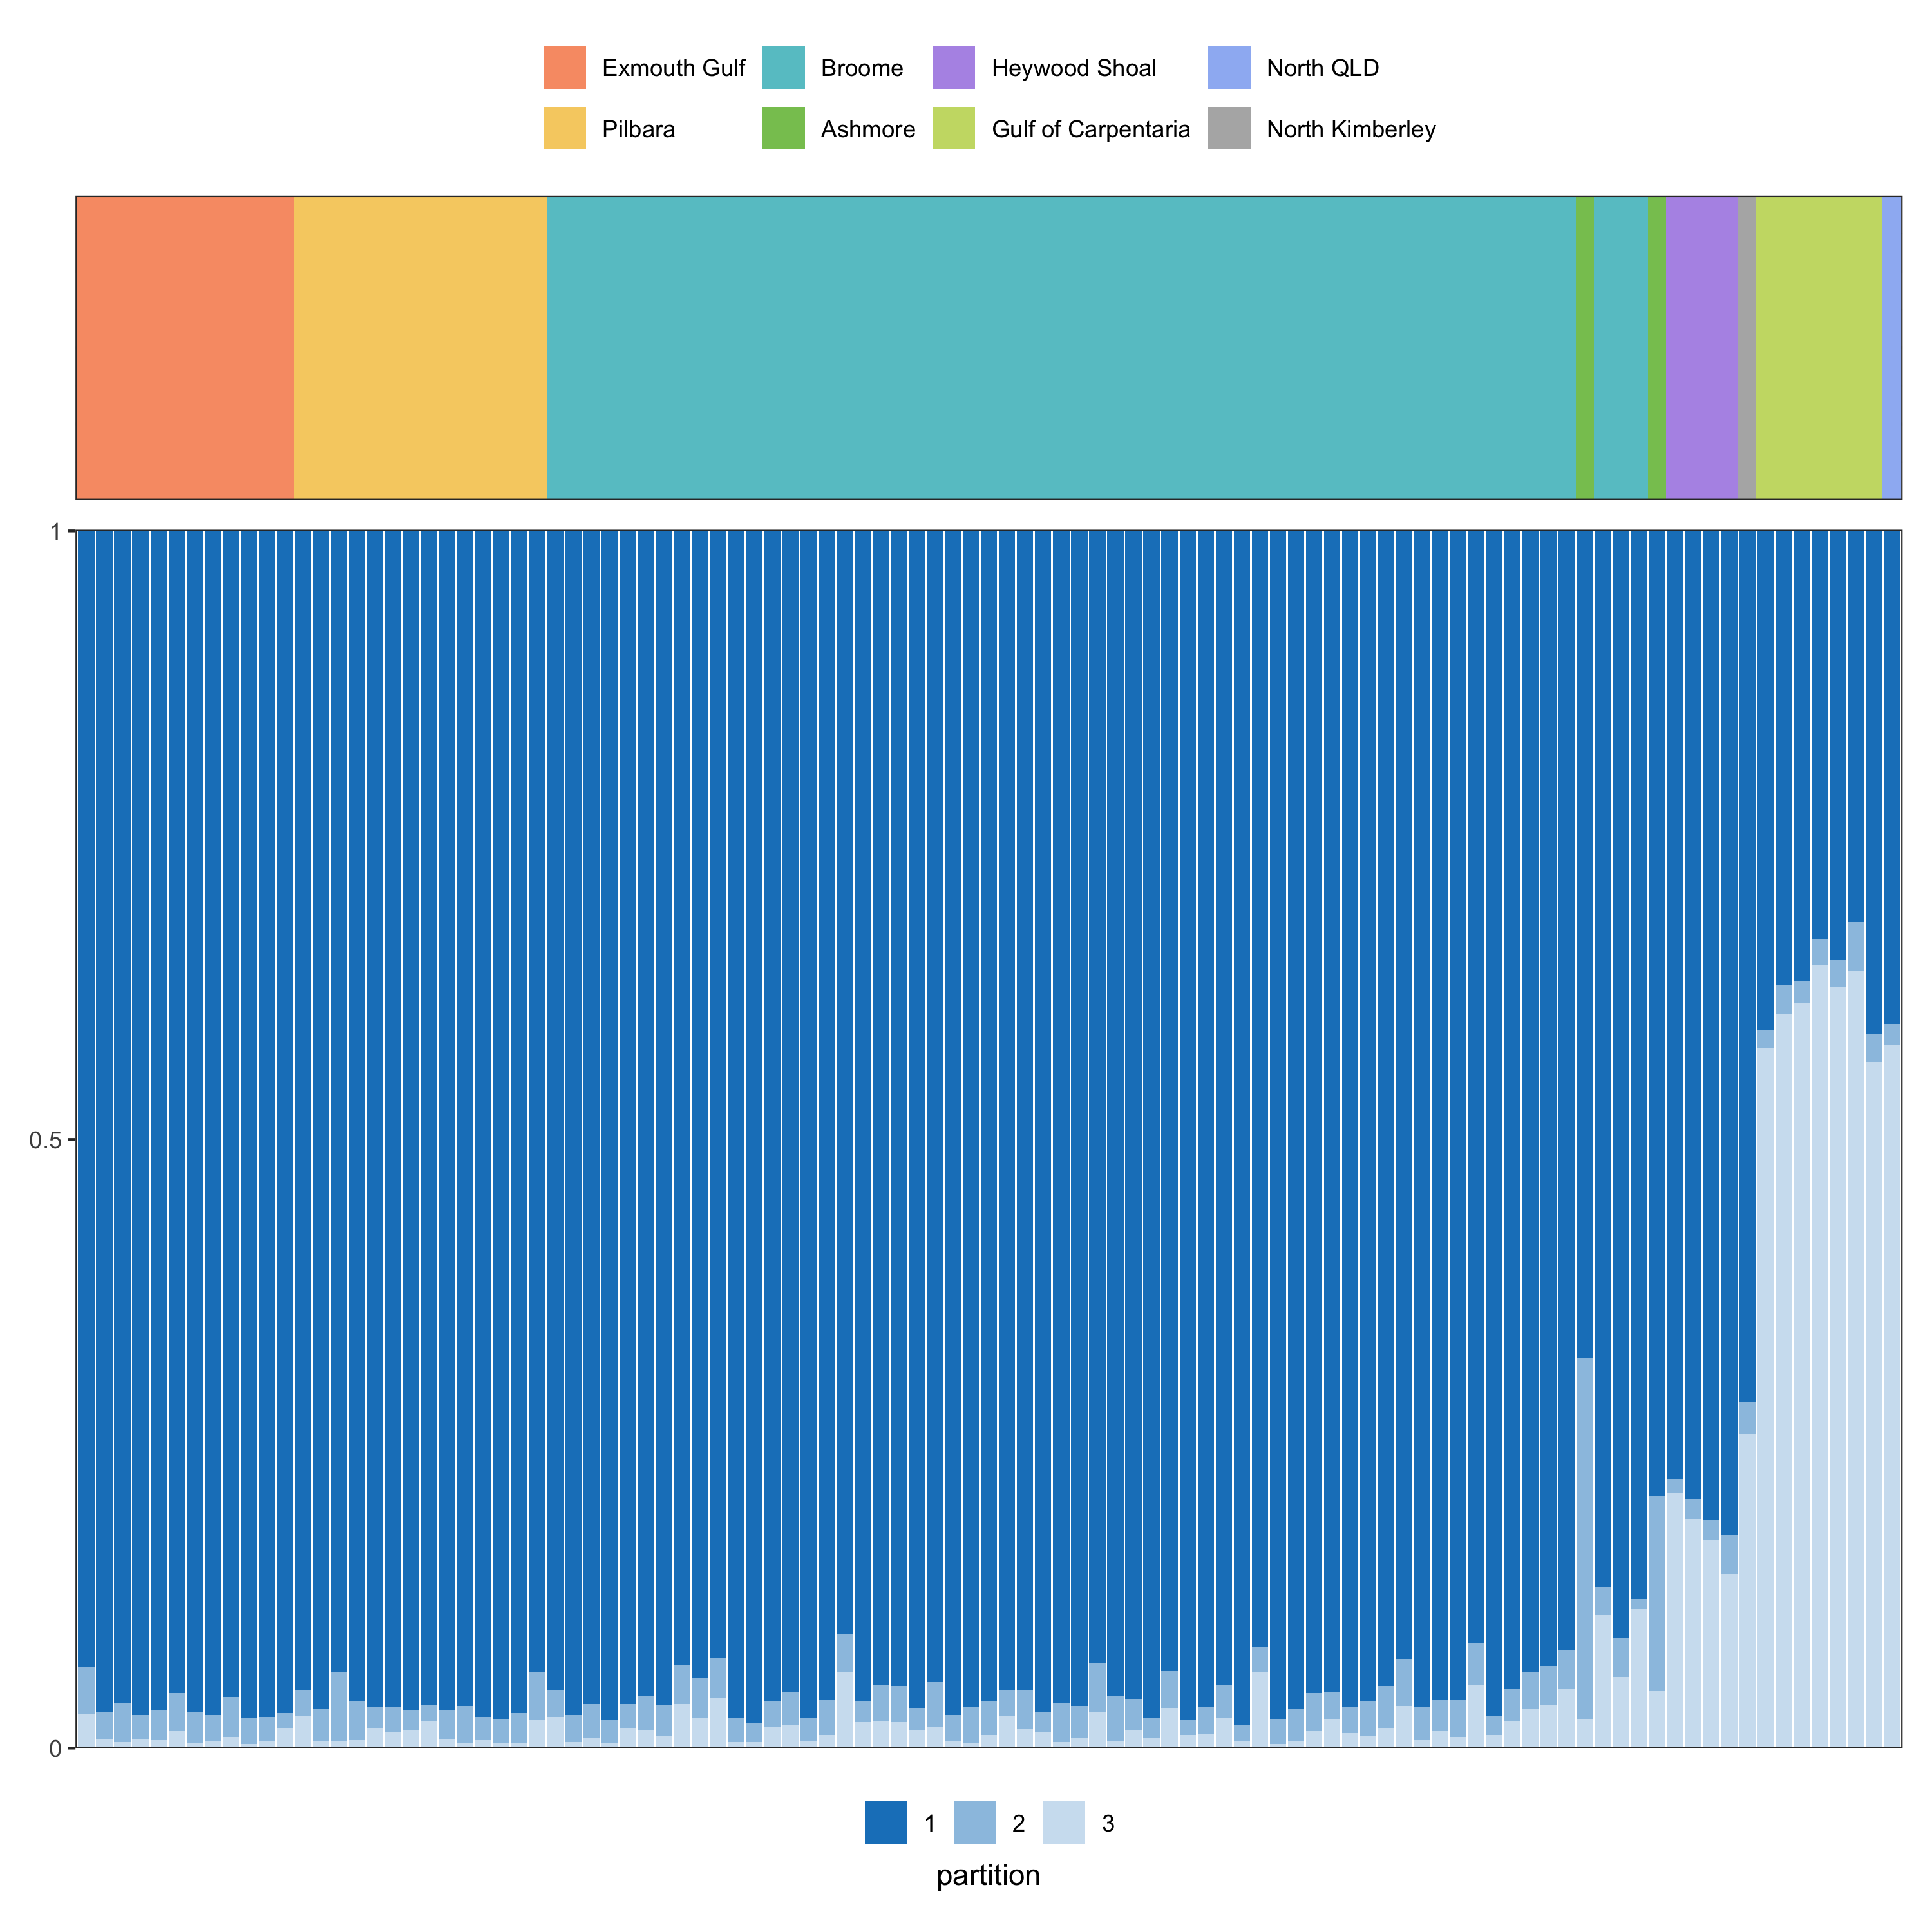 Exmouth Gulf Broome Heywood Shoal North QLD
Pilbara Ashmore Gulf of Carpentaria North Kimberley
1
0.5
0
1 2 3
partition